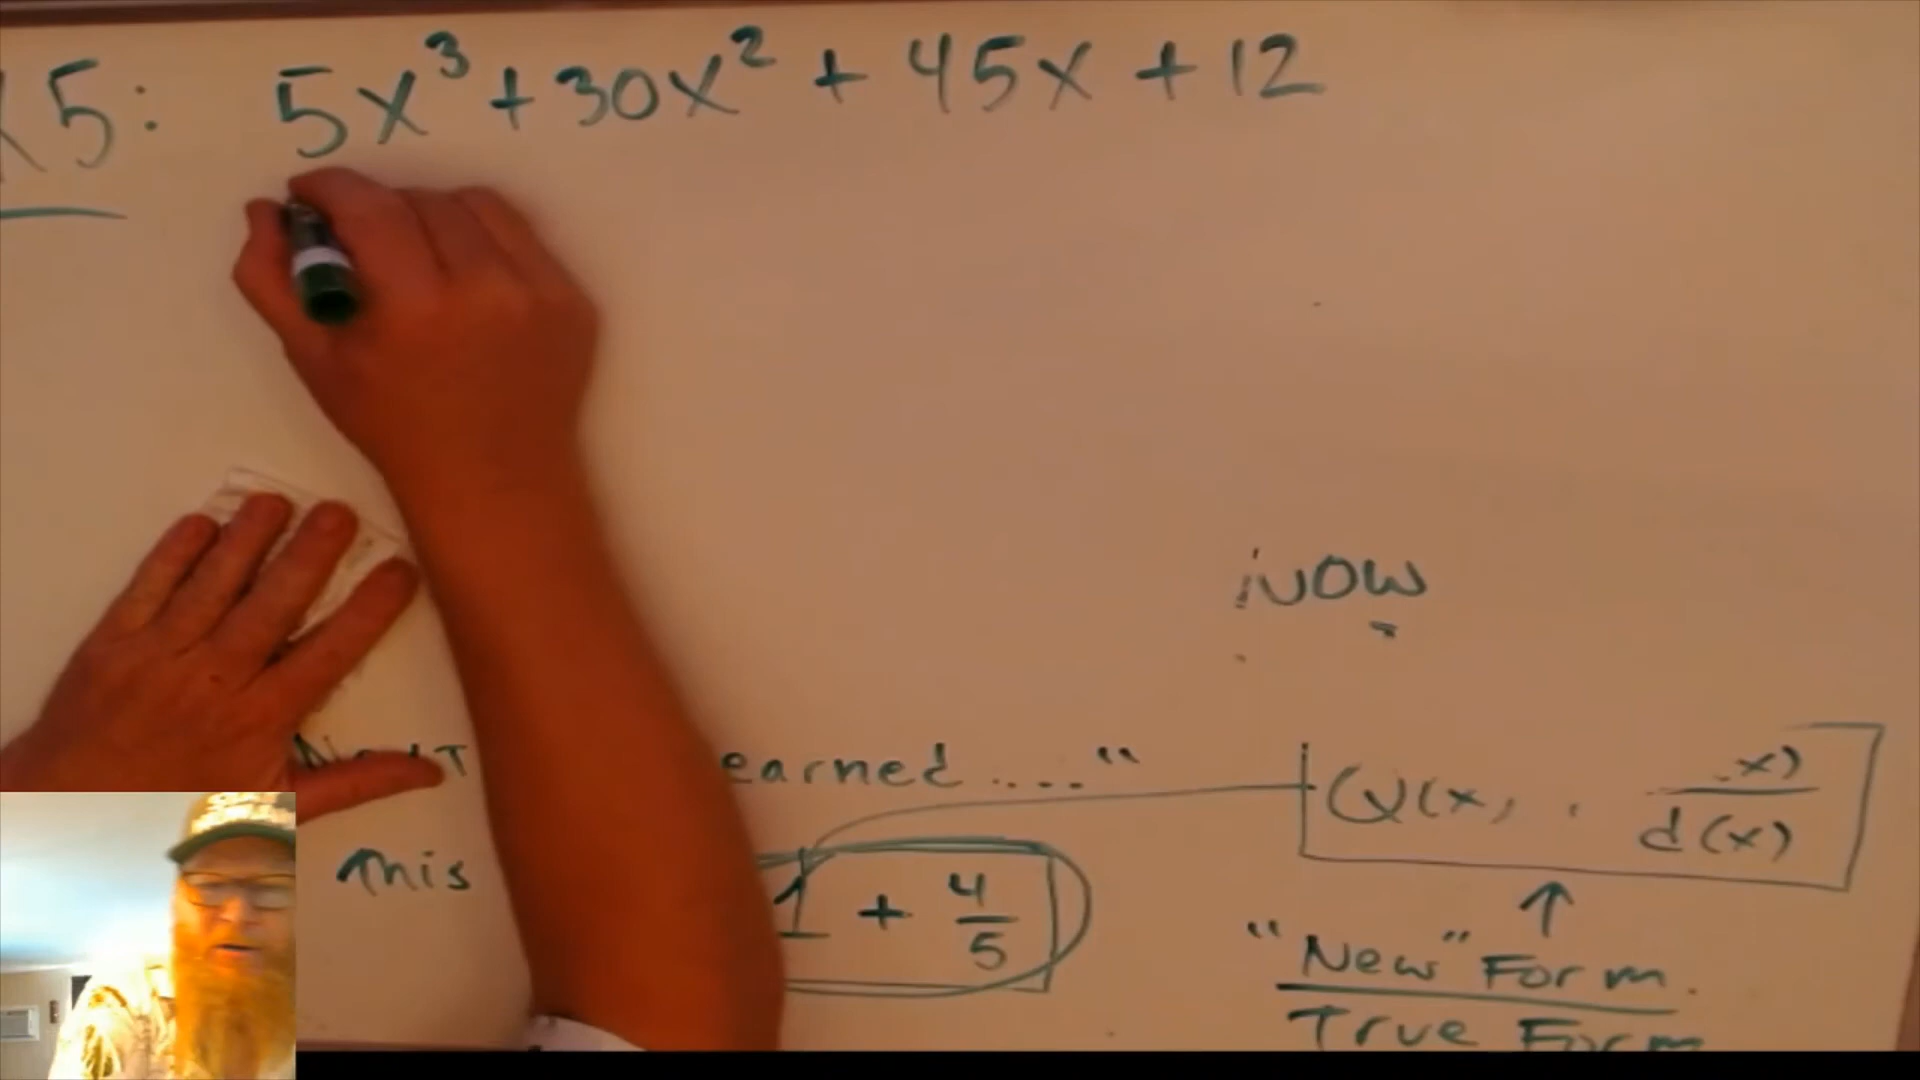 5: 5x³ + 30x² + 45x + 12
NOW
earned...."
Q(x) x)
d(x)
This 1 + 4
5
"New" Form
True Form